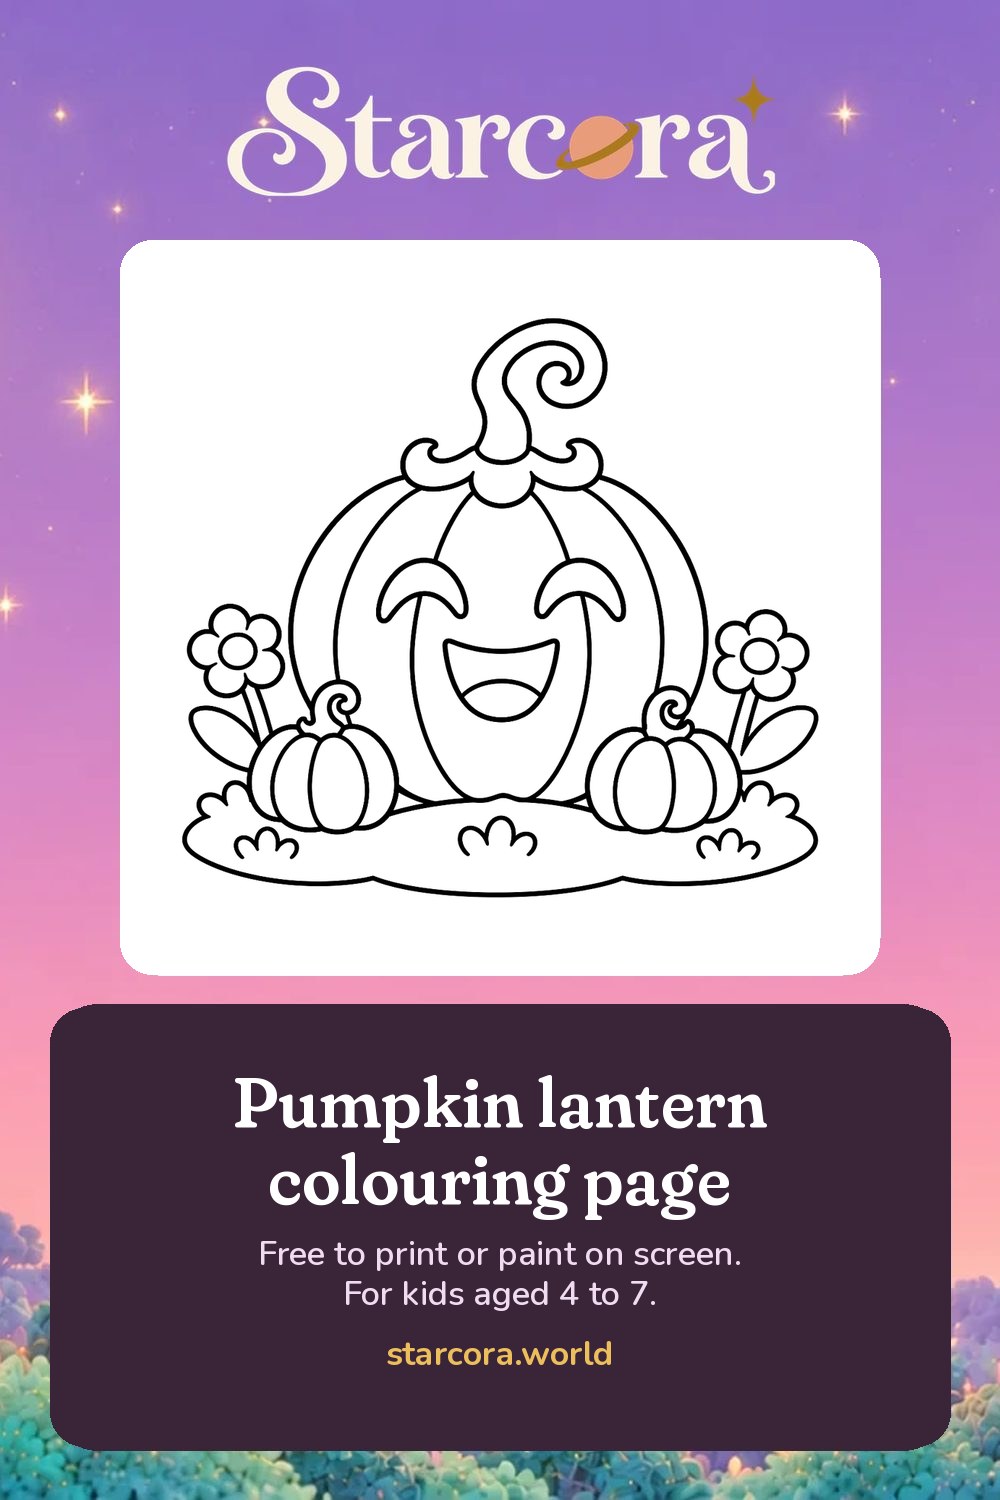 Starcora
Pumpkin lantern
colouring page
Free to print or paint on screen.
For kids aged 4 to 7.
starcora.world